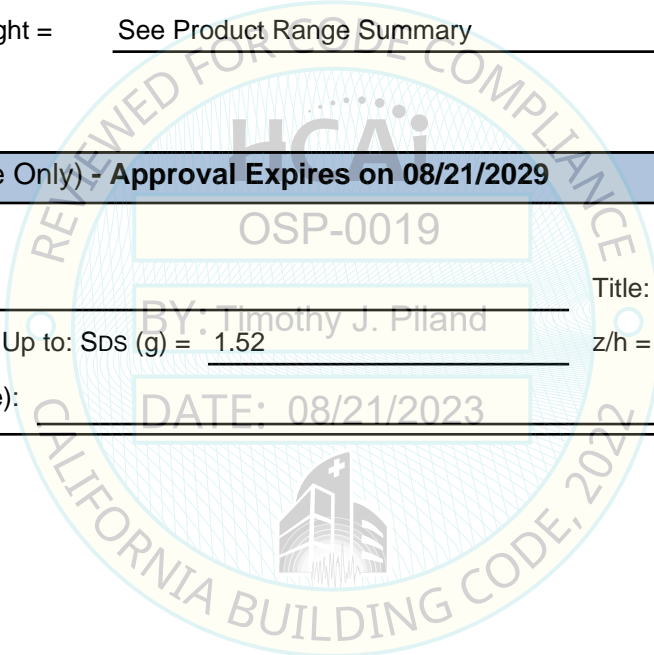 ght = See Product Range Summary
REVIEWED FOR CODE COMPLIANCE
HCAi
e Only) - Approval Expires on 08/21/2029
OSP-0019
Title:
BY: Timothy J. Piland
Up to: SDS (g) = 1.52 z/h =
e):
DATE: 08/21/2023
CALIFORNIA BUILDING CODE, 2022